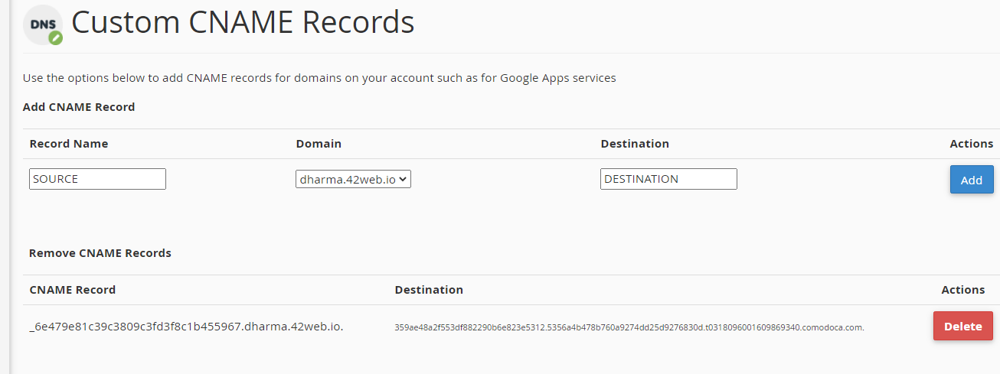 DNS Custom CNAME Records
Use the options below to add CNAME records for domains on your account such as for Google Apps services
Add CNAME Record
Record Name Domain Destination Actions
SOURCE dharma.42web.io DESTINATION Add
Remove CNAME Records
CNAME Record Destination Actions
_6e479e81c39c3809c3fd3f8c1b455967.dharma.42web.io. 359ae48a2f553df882290b6e823e5312.5356a4b478b760a9274dd25d9276830d.t0318096001609869340.comodoca.com. Delete